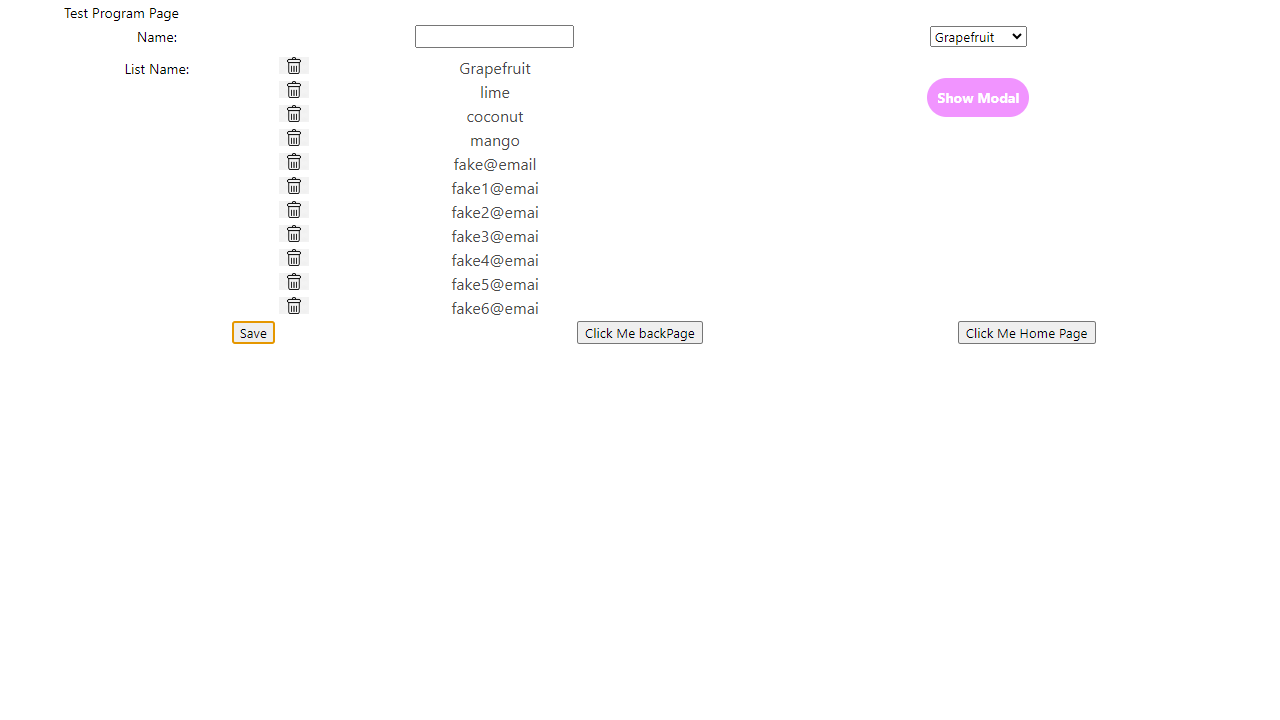 Test Program Page
Name:
Grapefruit
List Name:
Grapefruit
lime
Show Modal
coconut
mango
fake@email
fake1@emai
fake2@emai
fake3@emai
fake4@emai
fake5@emai
fake6@emai
Save
Click Me backPage
Click Me Home Page